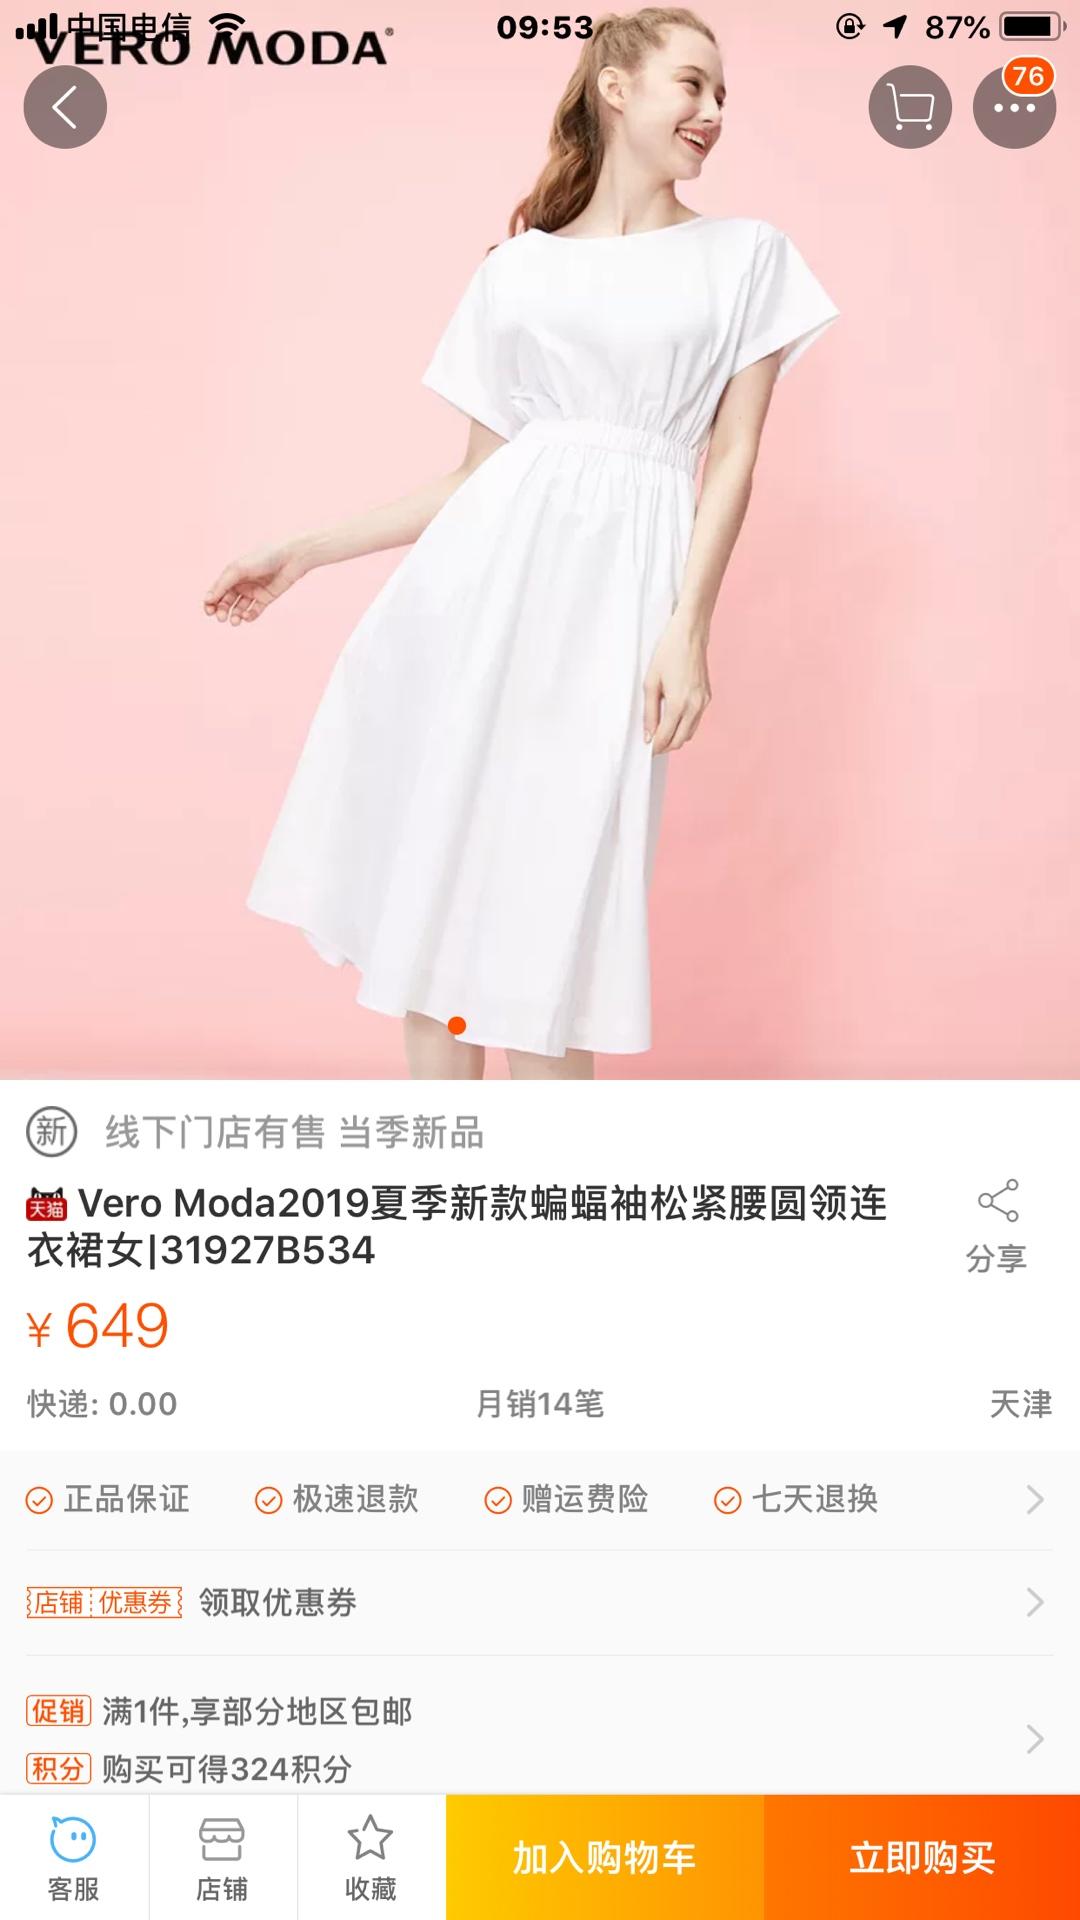 中国电信 09:53 87%
VERO MODA®
76
新 线下门店有售 当季新品
天猫 Vero Moda2019夏季新款蝙蝠袖松紧腰圆领连
衣裙女|31927B534
分享
¥ 649
快递: 0.00 月销14笔 天津
正品保证 极速退款 赠运费险 七天退换
店铺 优惠券 领取优惠券
促销 满1件,享部分地区包邮
积分 购买可得324积分
客服 店铺 收藏 加入购物车 立即购买